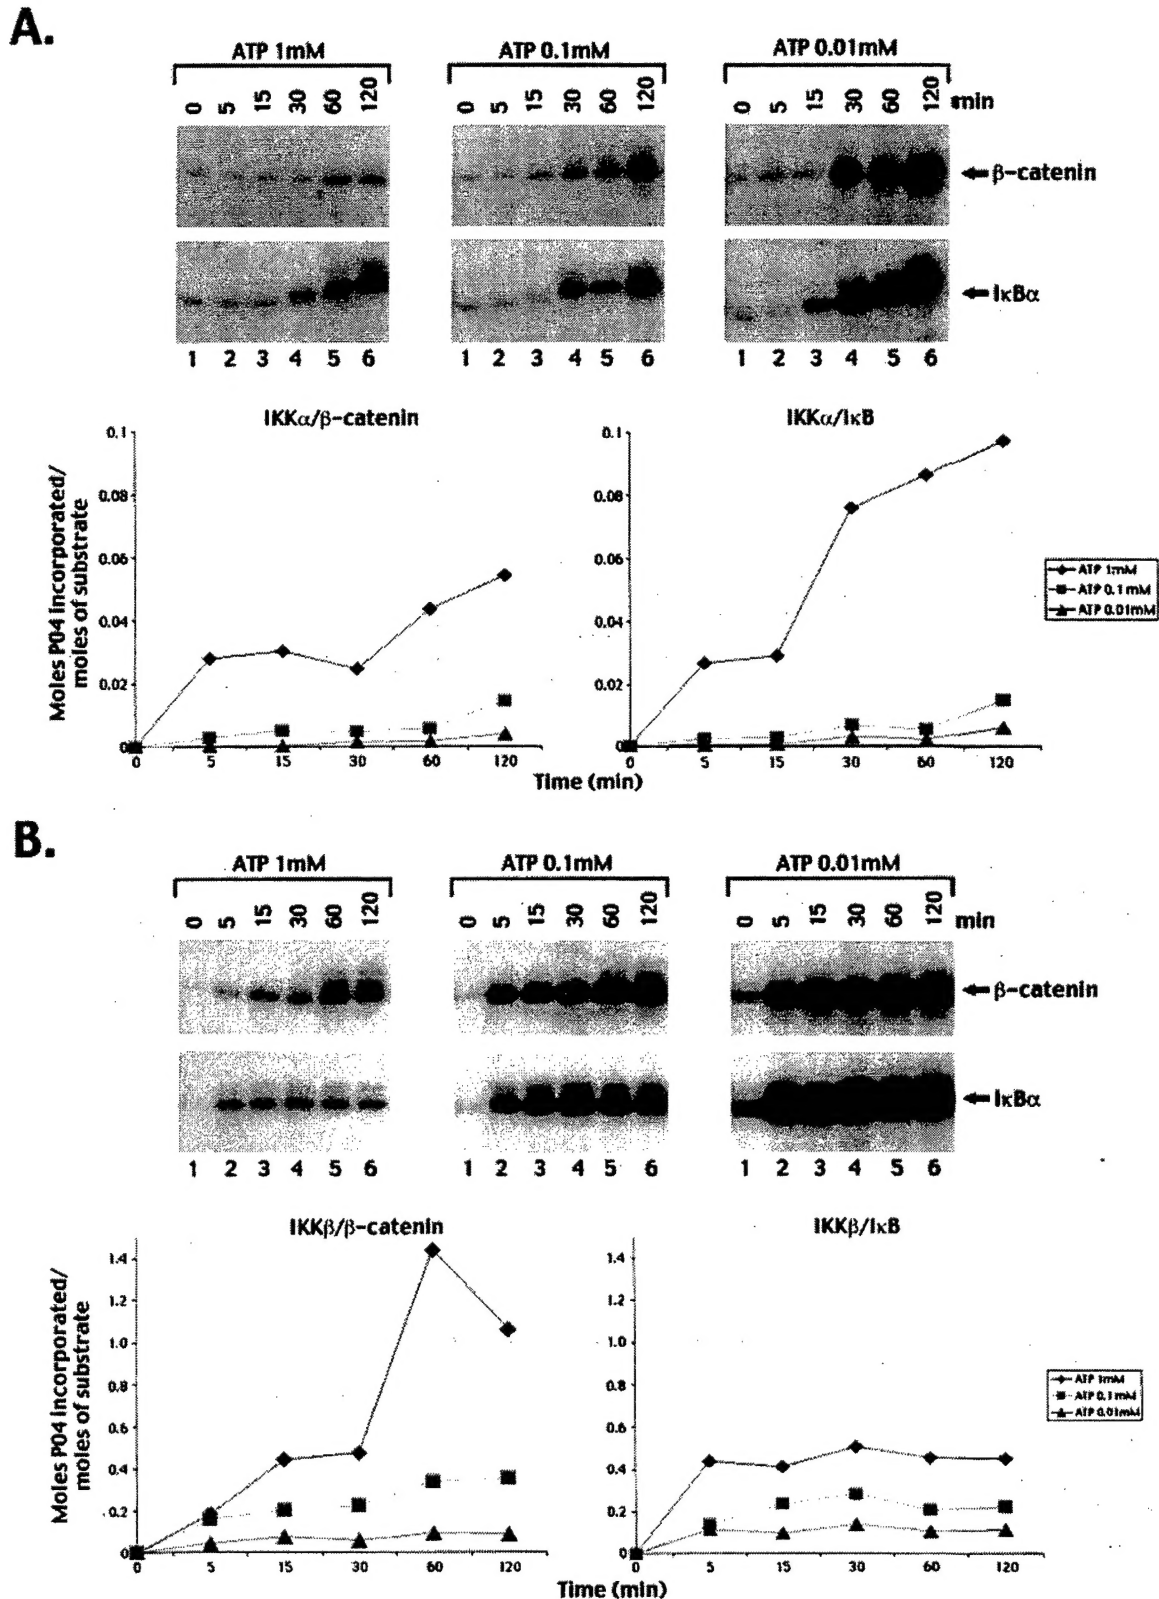 A.
ATP 1mM ATP 0.1mM ATP 0.01mM
0 5 15 30 60 120 0 5 15 30 60 120 0 5 15 30 60 120 min
β-catenin
IκBα
1 2 3 4 5 6 1 2 3 4 5 6 1 2 3 4 5 6
IKKα/β-catenin IKKα/IκB
Moles P04 incorporated/
moles of substrate
0.1 0.1
0.08 0.08
0.06 0.06
0.04 0.04
0.02 0.02
0 0
ATP 1mM
ATP 0.1mM
ATP 0.01mM
0 5 15 30 60 120 0 5 15 30 60 120
Time (min)
B.
ATP 1mM ATP 0.1mM ATP 0.01mM
0 5 15 30 60 120 0 5 15 30 60 120 0 5 15 30 60 120 min
β-catenin
IκBα
1 2 3 4 5 6 1 2 3 4 5 6 1 2 3 4 5 6
IKKβ/β-catenin IKKβ/IκB
Moles P04 incorporated/
moles of substrate
1.4 1.4
1.2 1.2
1.0 1.0
0.8 0.8
0.6 0.6
0.4 0.4
0.2 0.2
0 0
ATP 1mM
ATP 0.1mM
ATP 0.01mM
0 5 15 30 60 120 0 5 15 30 60 120
Time (min)